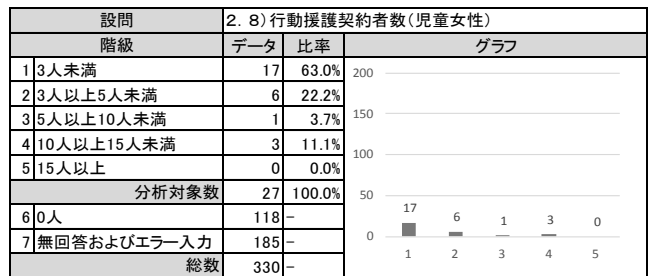 設問 2. 8)行動援護契約者数(児童女性)
階級 データ 比率 グラフ
1 3人未満 17 63.0%
2 3人以上5人未満 6 22.2%
3 5人以上10人未満 1 3.7%
4 10人以上15人未満 3 11.1%
5 15人以上 0 0.0%
分析対象数 27 100.0%
6 0人 118 -
7 無回答およびエラー入力 185 -
総数 330 -
200
150
100
50
0
17 6 1 3 0
1 2 3 4 5